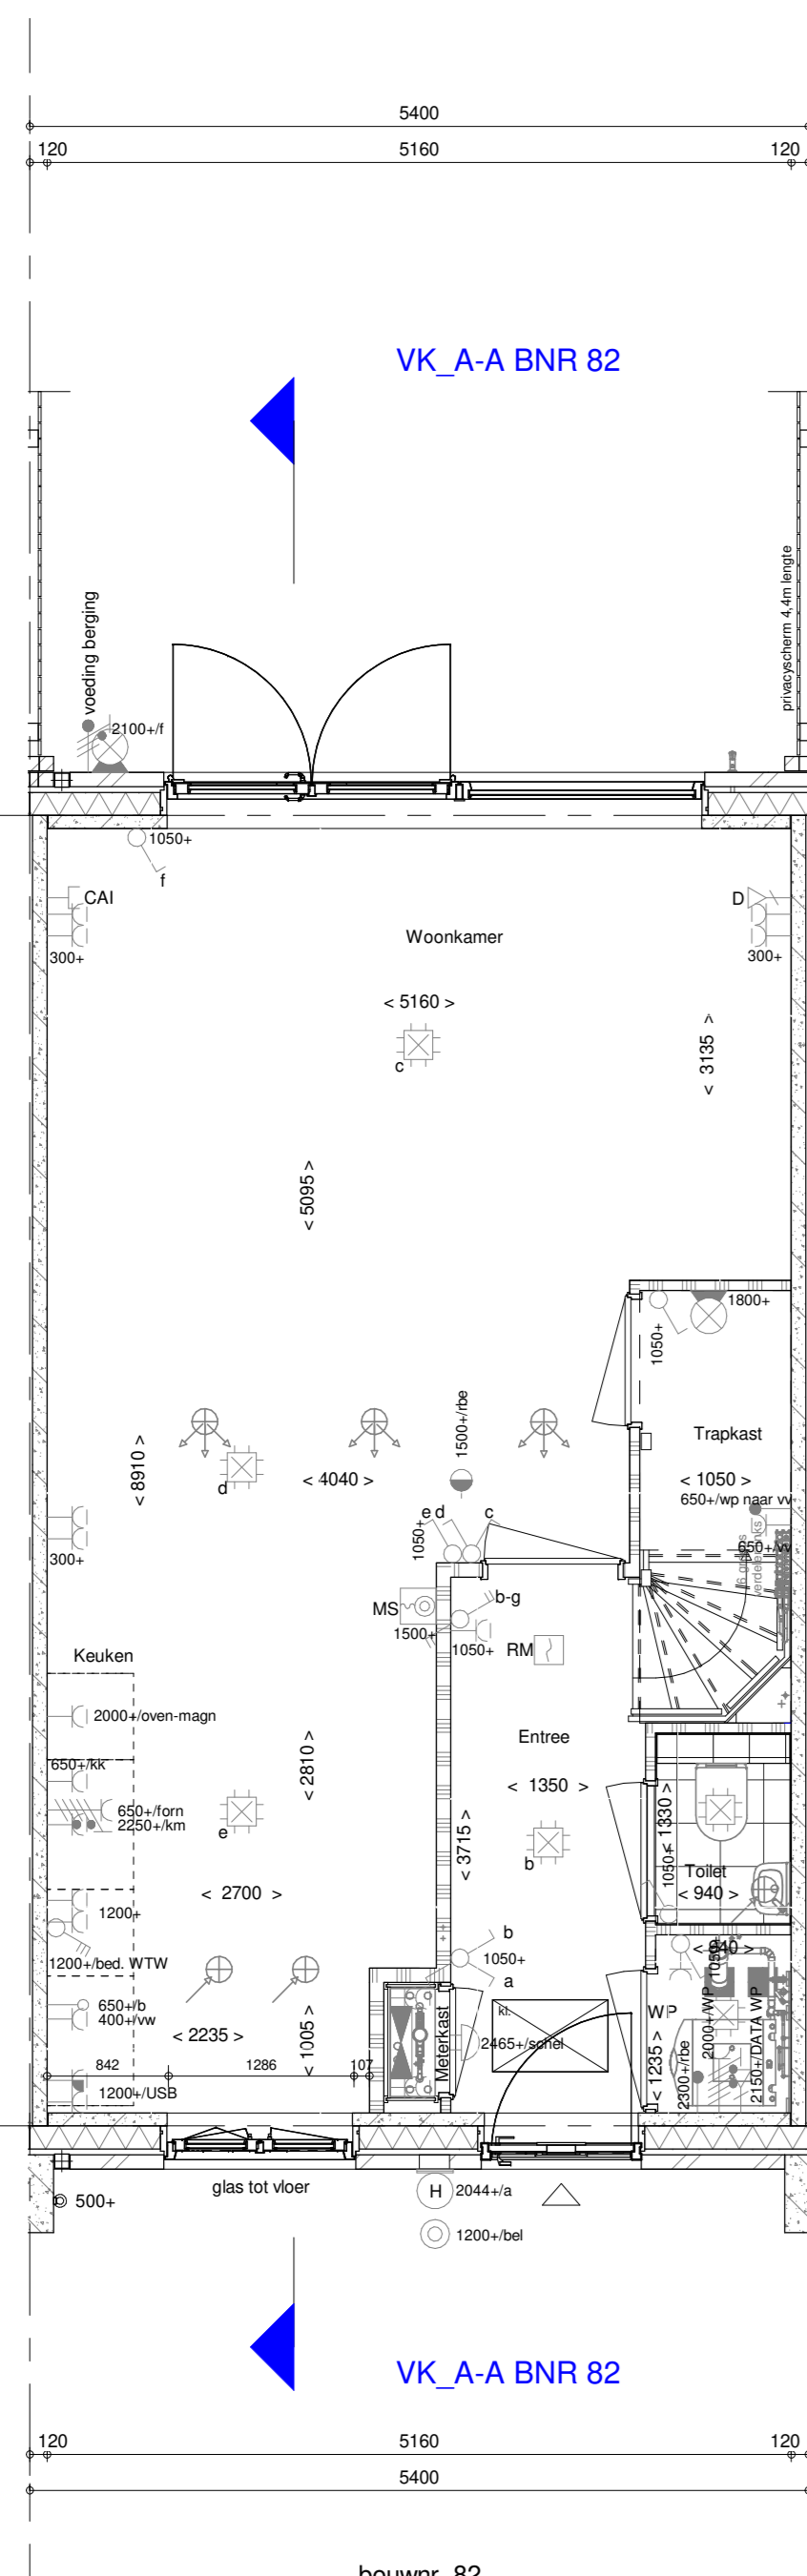 5400
120 5160 120
VK_A-A BNR 82
privacyscherm 4,4m lengte
voeding berging
2100+/f
1050+
f
CAI
D
300+
300+
Woonkamer
< 5160 >
c
< 3135 >
< 5095 >
1800+
1050+
Trapkast
< 1050 >
650+/wp naar vv
650+/vv
1500+/rbe
< 8910 >
d
< 4040 >
e d
c
1050+
300+
MS
1500+
b-g
1050+
RM
Keuken
2000+/oven-magn
650+/kk
650+/forn
2250+/km
e
< 2810 >
Entree
< 1350 >
< 3715 >
b
< 1330 >
1050+
Toilet
< 940 >
< 2700 >
1200+
1200+/bed. WTW
b
1050+
a
< 940 >
1050+
650+/b
400+/vw
< 2235 >
< 1005 >
842 1286 107
1200+/USB
Meterkast
kl.
2465+/schel
WP
< 1235 >
2300+/rbe
2000+/WP
2150+/DATA WP
glas tot vloer
500+
H
2044+/a
1200+/bel
VK_A-A BNR 82
120 5160 120
5400
bouwnr. 82